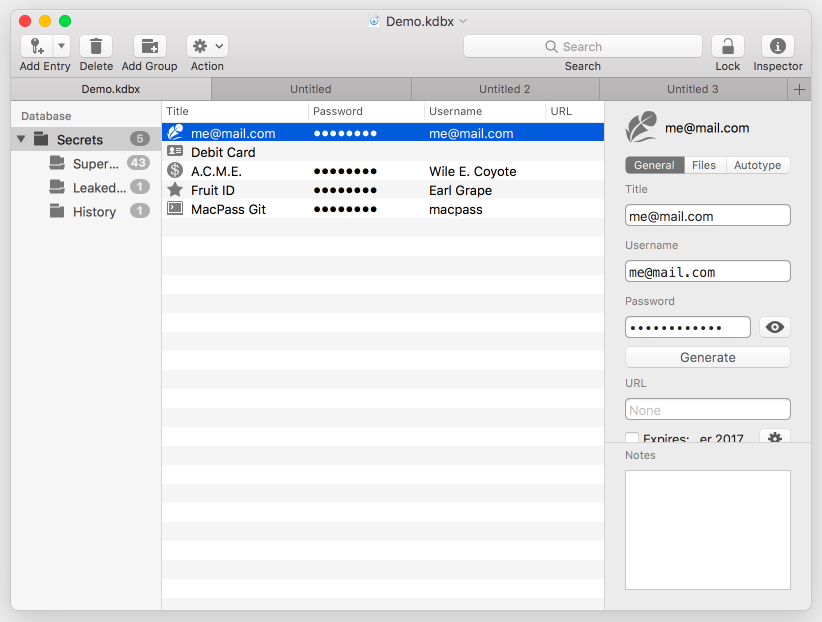 Demo.kdbx
Search
Add Entry Delete Add Group Action Search Lock Inspector
Demo.kdbx Untitled Untitled 2 Untitled 3 +
Database
Title Password Username URL
Secrets 5
Super... 43
Leaked... 1
History 1
me@mail.com ●●●●●●●● me@mail.com
Debit Card
A.C.M.E. ●●●●●●●● Wile E. Coyote
Fruit ID ●●●●●●●● Earl Grape
MacPass Git ●●●●●●●● macpass
me@mail.com
General Files Autotype
Title
me@mail.com
Username
me@mail.com
Password
••••••••••••
Generate
URL
None
Expires: er 2017
Notes